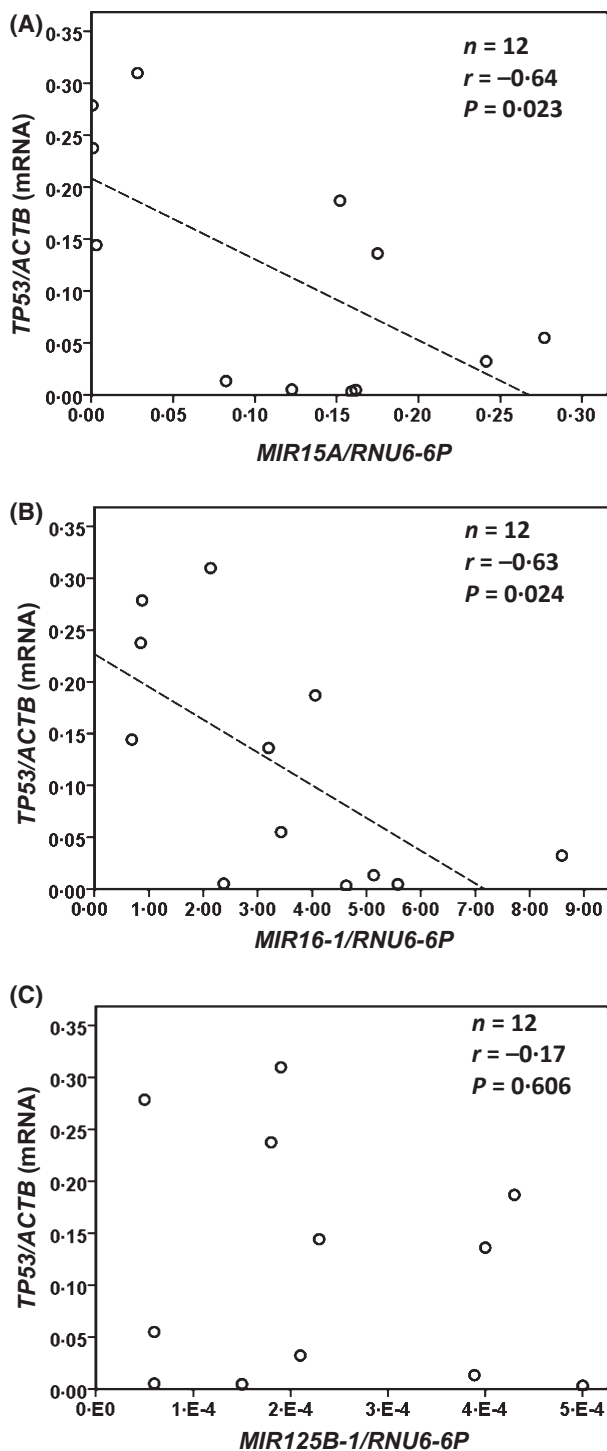 (A)
n = 12
r = –0·64
P = 0·023
TP53/ACTB (mRNA)
0·35
0·30
0·25
0·20
0·15
0·10
0·05
0·00
0·00 0·05 0·10 0·15 0·20 0·25 0·30
MIR15A/RNU6-6P
(B)
n = 12
r = –0·63
P = 0·024
TP53/ACTB (mRNA)
0·35
0·30
0·25
0·20
0·15
0·10
0·05
0·00
0·00 1·00 2·00 3·00 4·00 5·00 6·00 7·00 8·00 9·00
MIR16-1/RNU6-6P
(C)
n = 12
r = –0·17
P = 0·606
TP53/ACTB (mRNA)
0·35
0·30
0·25
0·20
0·15
0·10
0·05
0·00
0·E0 1·E-4 2·E-4 3·E-4 4·E-4 5·E-4
MIR125B-1/RNU6-6P